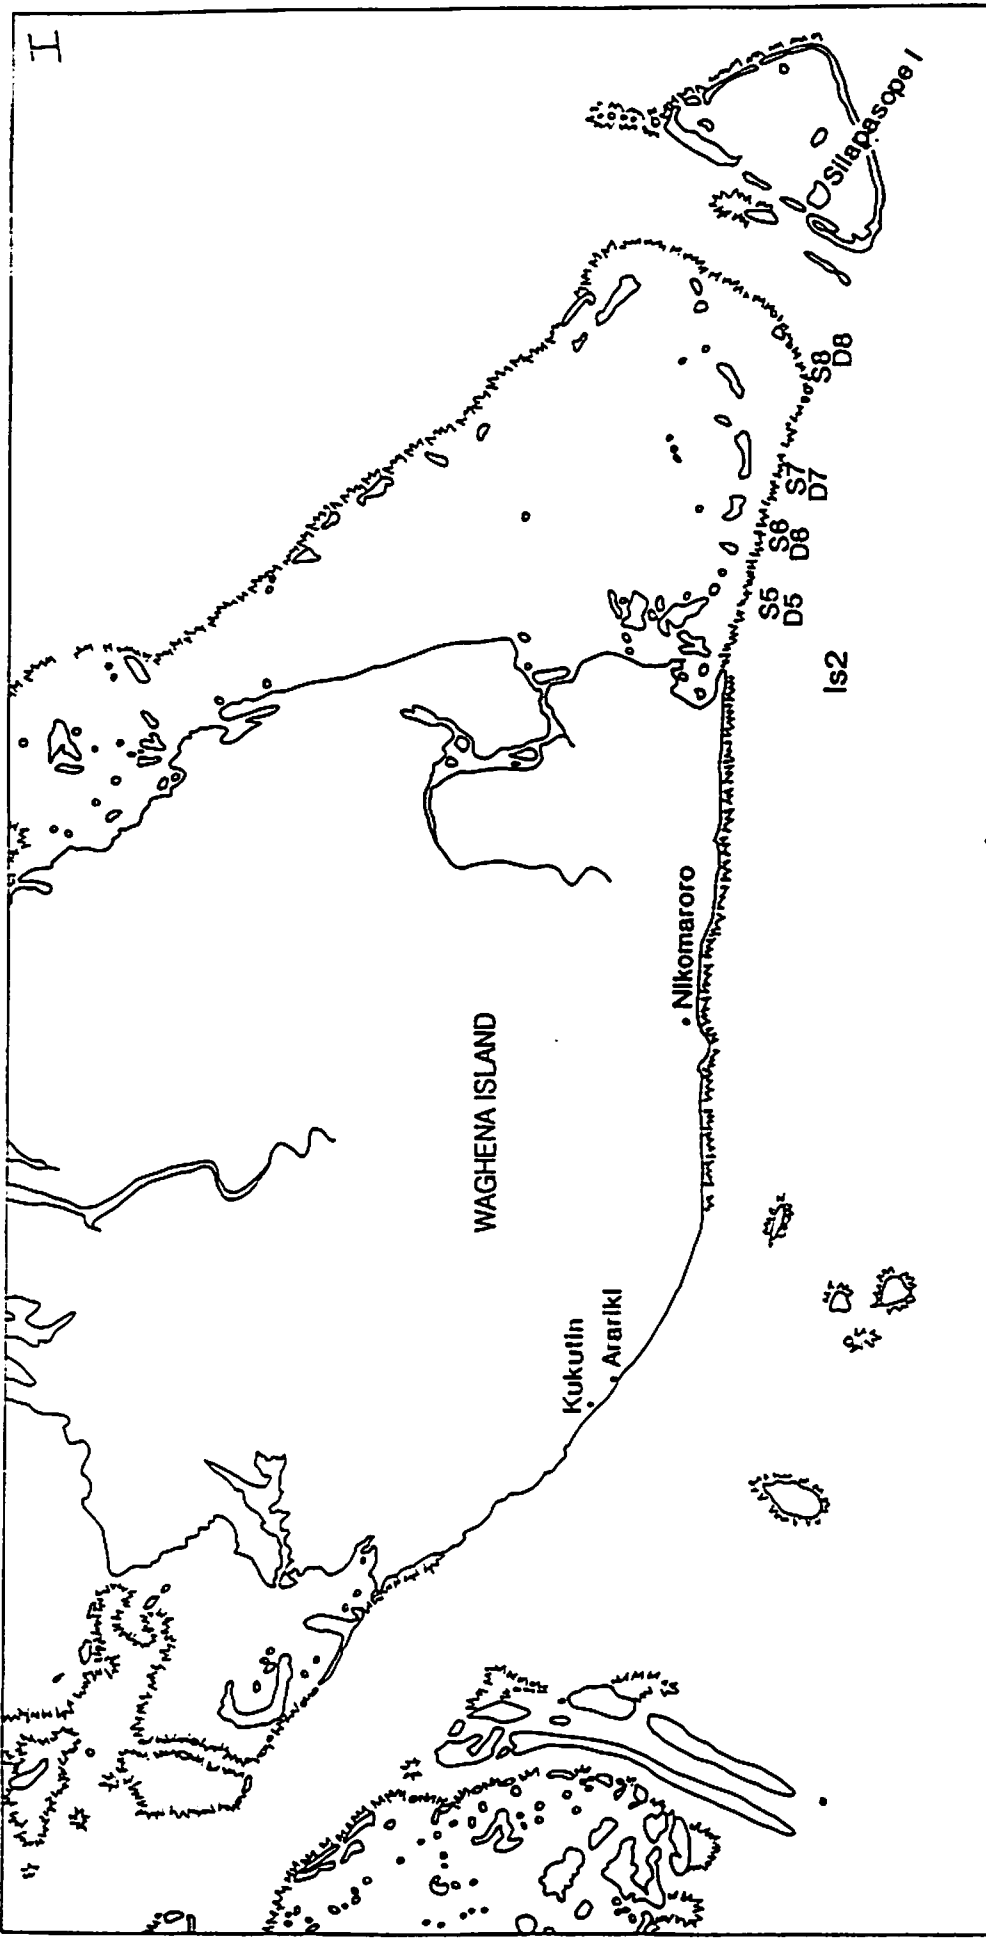 H
WAGHENA ISLAND
Kukutin
Arariki
Nikomaroro
Is2
S5
D5
S6
D6
S7
D7
S8
D8
Silapasope I